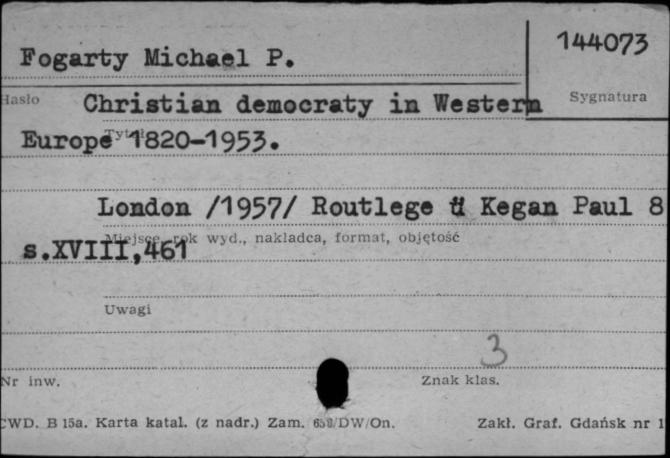 144073
Fogarty Michael P.
Hasło
Sygnatura
Christian democraty in Western
Tytuł
Europe 1820-1953.
London /1957/ Routlege & Kegan Paul 8
Miejsce, rok wyd., nakladca, format, objętość
s.XVIII,461
Uwagi
3
Nr inw.
Znak klas.
CWD. B 15a. Karta katal. (z nadr.) Zam. /DW/On.
Zakł. Graf. Gdańsk nr 1